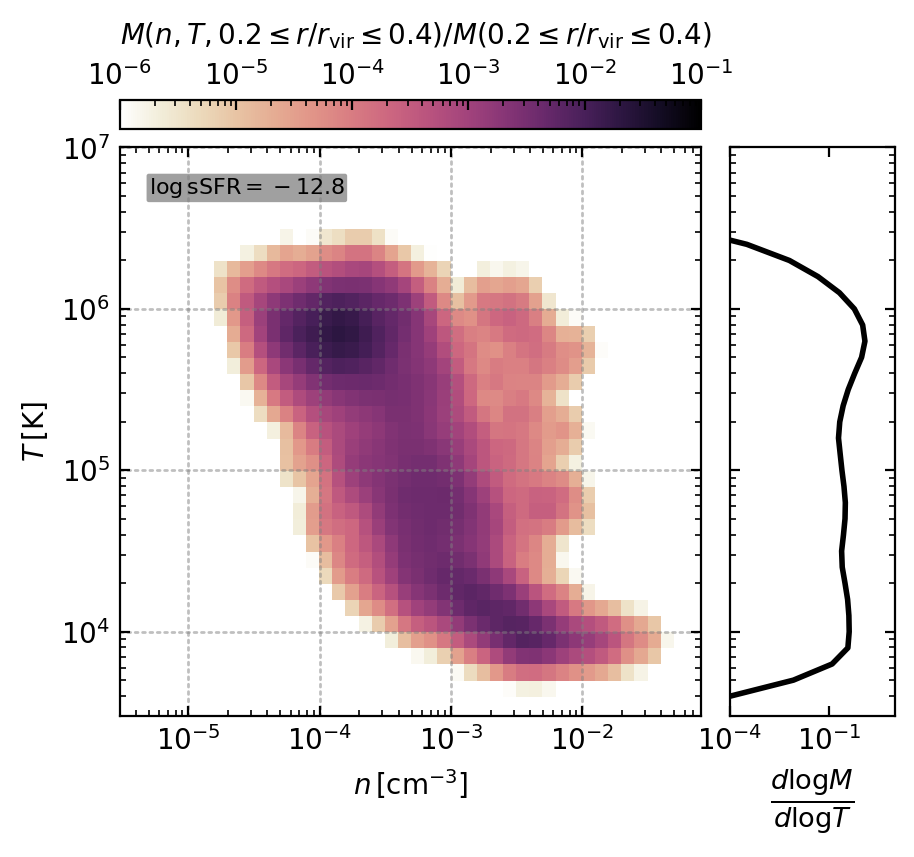 M(n, T, 0.2 ≤ r/r_vir ≤ 0.4)/M(0.2 ≤ r/r_vir ≤ 0.4)
10^−6 10^−5 10^−4 10^−3 10^−2 10^−1
10^7
log sSFR = −12.8
10^6
10^5
10^4
T [K]
10^−5 10^−4 10^−3 10^−2
n [cm^−3]
10^−4 10^−1
dlogM
dlogT